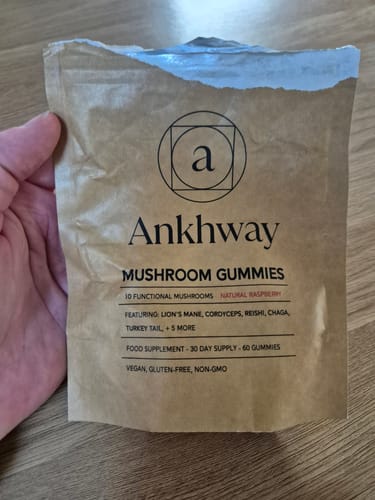 a
Ankhway
MUSHROOM GUMMIES
10 FUNCTIONAL MUSHROOMS NATURAL RASPBERRY
FEATURING: LION'S MANE, CORDYCEPS, REISHI, CHAGA,
TURKEY TAIL, + 5 MORE
FOOD SUPPLEMENT - 30 DAY SUPPLY - 60 GUMMIES
VEGAN, GLUTEN-FREE, NON-GMO